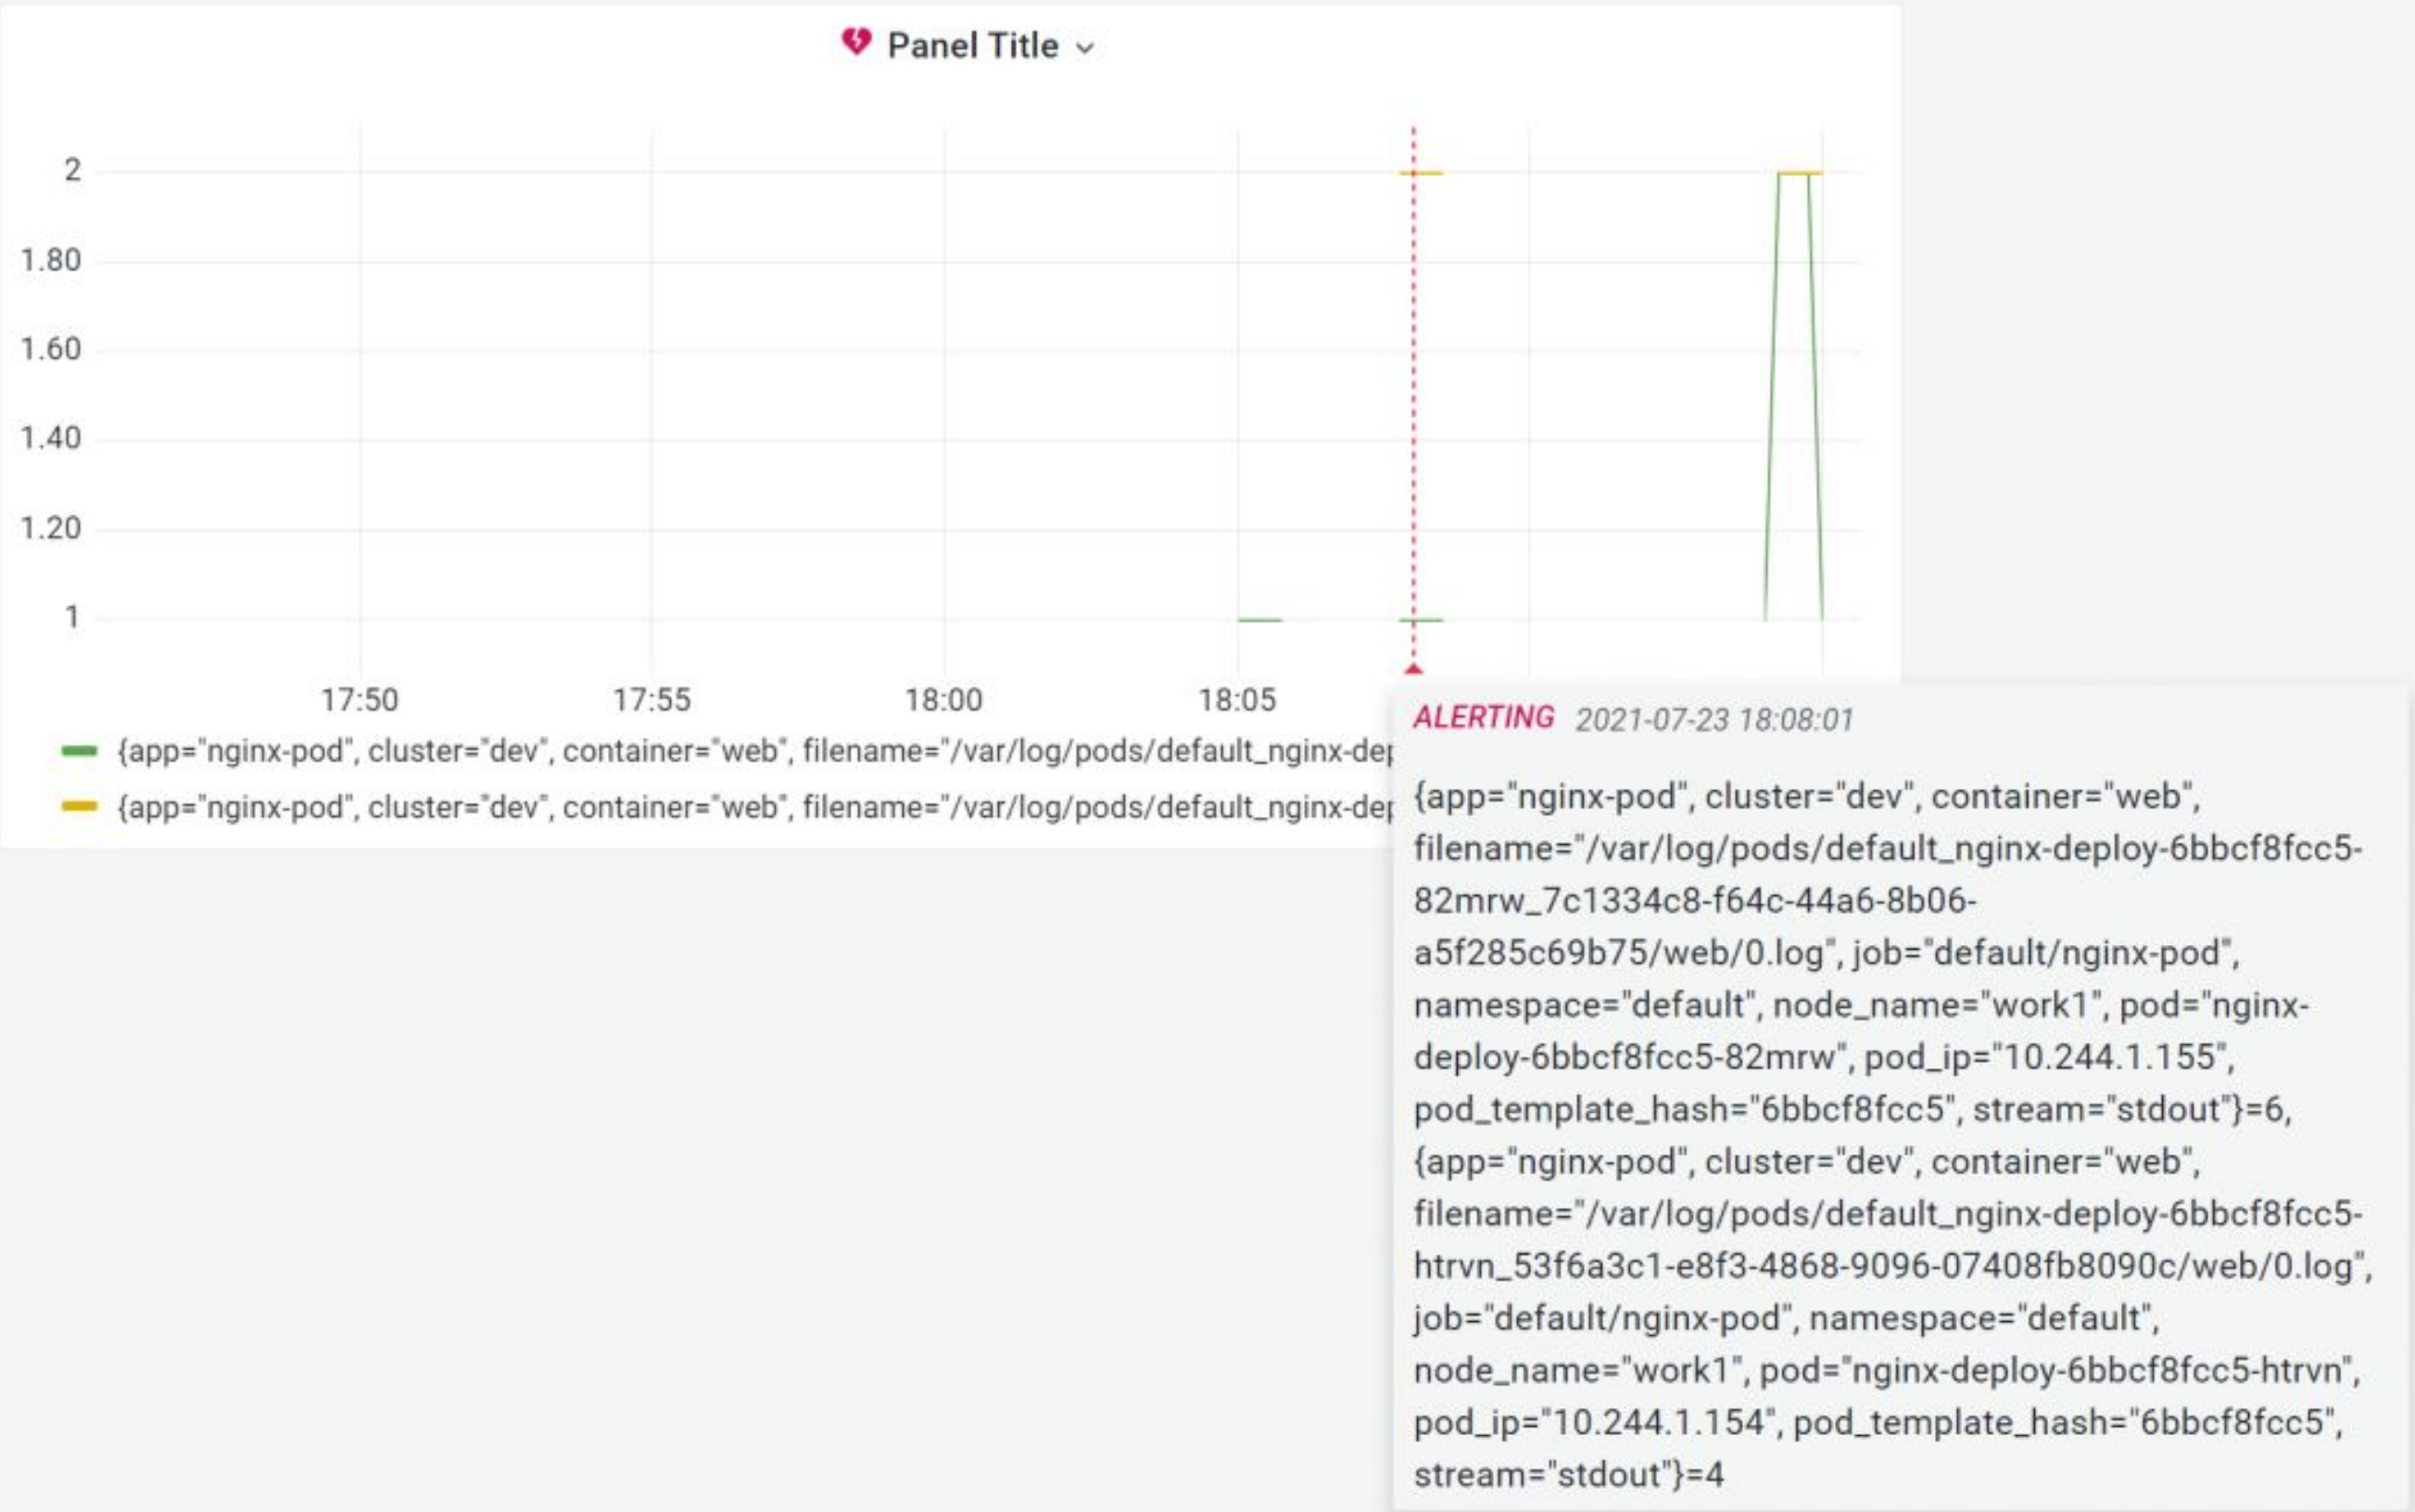 Panel Title
2
1.80
1.60
1.40
1.20
1
17:50 17:55 18:00 18:05
{app="nginx-pod", cluster="dev", container="web", filename="/var/log/pods/default_nginx-dep
{app="nginx-pod", cluster="dev", container="web", filename="/var/log/pods/default_nginx-dep
ALERTING 2021-07-23 18:08:01
{app="nginx-pod", cluster="dev", container="web",
filename="/var/log/pods/default_nginx-deploy-6bbcf8fcc5-
82mrw_7c1334c8-f64c-44a6-8b06-
a5f285c69b75/web/0.log", job="default/nginx-pod",
namespace="default", node_name="work1", pod="nginx-
deploy-6bbcf8fcc5-82mrw", pod_ip="10.244.1.155",
pod_template_hash="6bbcf8fcc5", stream="stdout"}=6,
{app="nginx-pod", cluster="dev", container="web",
filename="/var/log/pods/default_nginx-deploy-6bbcf8fcc5-
htrvn_53f6a3c1-e8f3-4868-9096-07408fb8090c/web/0.log",
job="default/nginx-pod", namespace="default",
node_name="work1", pod="nginx-deploy-6bbcf8fcc5-htrvn",
pod_ip="10.244.1.154", pod_template_hash="6bbcf8fcc5",
stream="stdout"}=4